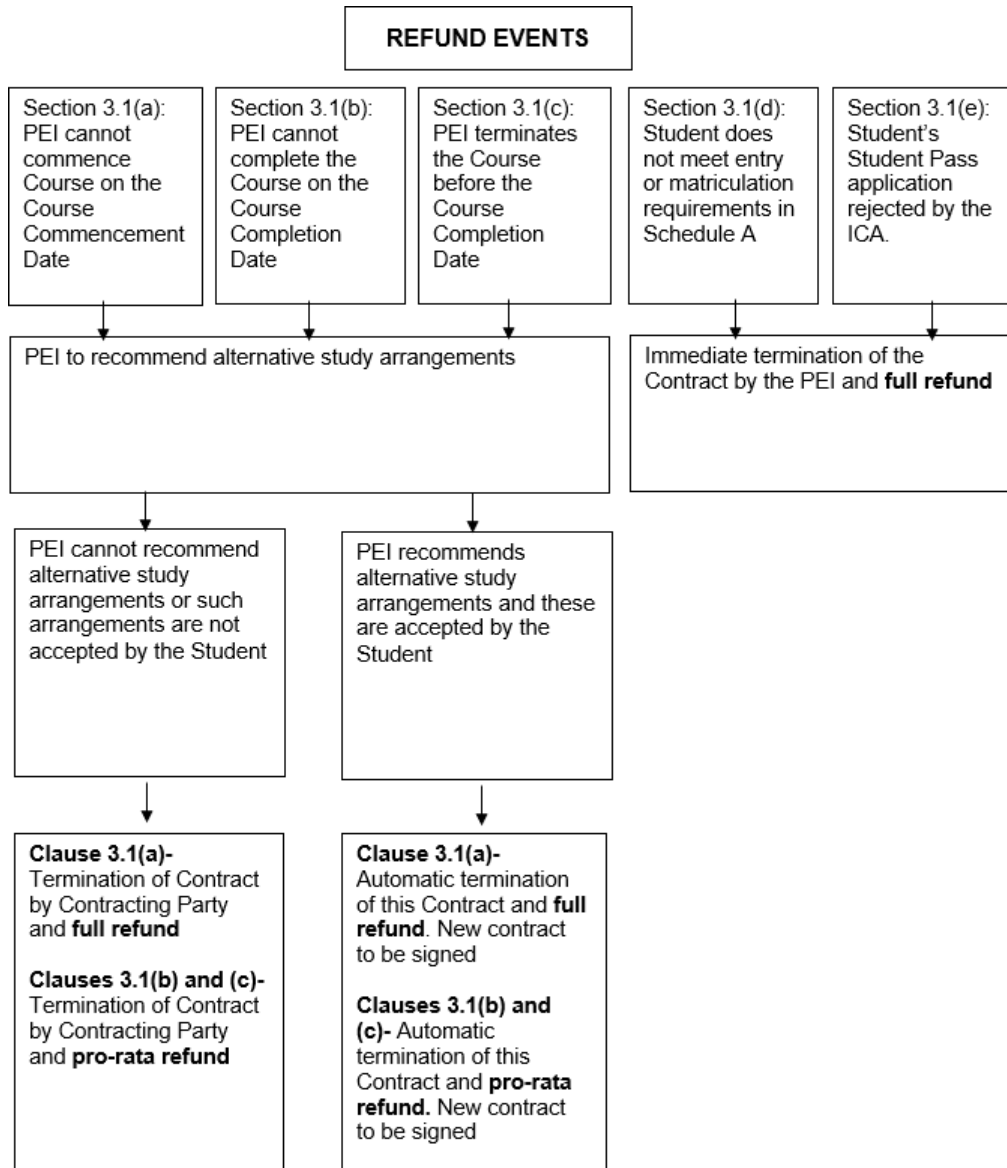 REFUND EVENTS
Section 3.1(a):
PEI cannot
commence
Course on the
Course
Commencement
Date
Section 3.1(b):
PEI cannot
complete the
Course on the
Course
Completion
Date
Section 3.1(c):
PEI terminates
the Course
before the
Course
Completion
Date
Section 3.1(d):
Student does
not meet entry
or matriculation
requirements in
Schedule A
Section 3.1(e):
Student's
Student Pass
application
rejected by the
ICA.
PEI to recommend alternative study arrangements
Immediate termination of the
Contract by the PEI and full refund
PEI cannot recommend
alternative study
arrangements or such
arrangements are not
accepted by the Student
PEI recommends
alternative study
arrangements and these
are accepted by the
Student
Clause 3.1(a)-
Termination of Contract
by Contracting Party
and full refund
Clauses 3.1(b) and (c)-
Termination of Contract
by Contracting Party
and pro-rata refund
Clause 3.1(a)-
Automatic termination
of this Contract and full
refund. New contract
to be signed
Clauses 3.1(b) and
(c)- Automatic
termination of this
Contract and pro-rata
refund. New contract
to be signed